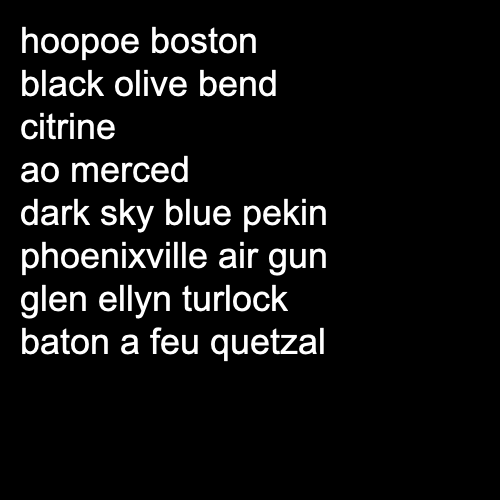 hoopoe boston
black olive bend
citrine
ao merced
dark sky blue pekin
phoenixville air gun
glen ellyn turlock
baton a feu quetzal